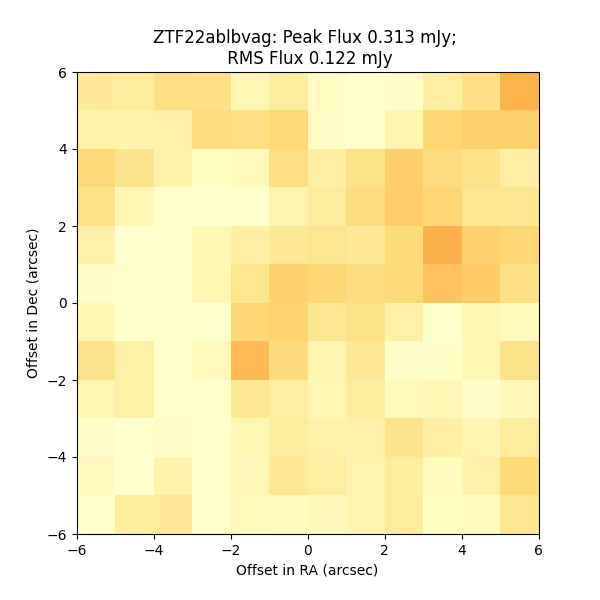 ZTF22ablbvag: Peak Flux 0.313 mJy;
RMS Flux 0.122 mJy
6
4
2
0
−2
−4
−6
Offset in Dec (arcsec)
−6 −4 −2 0 2 4 6
Offset in RA (arcsec)